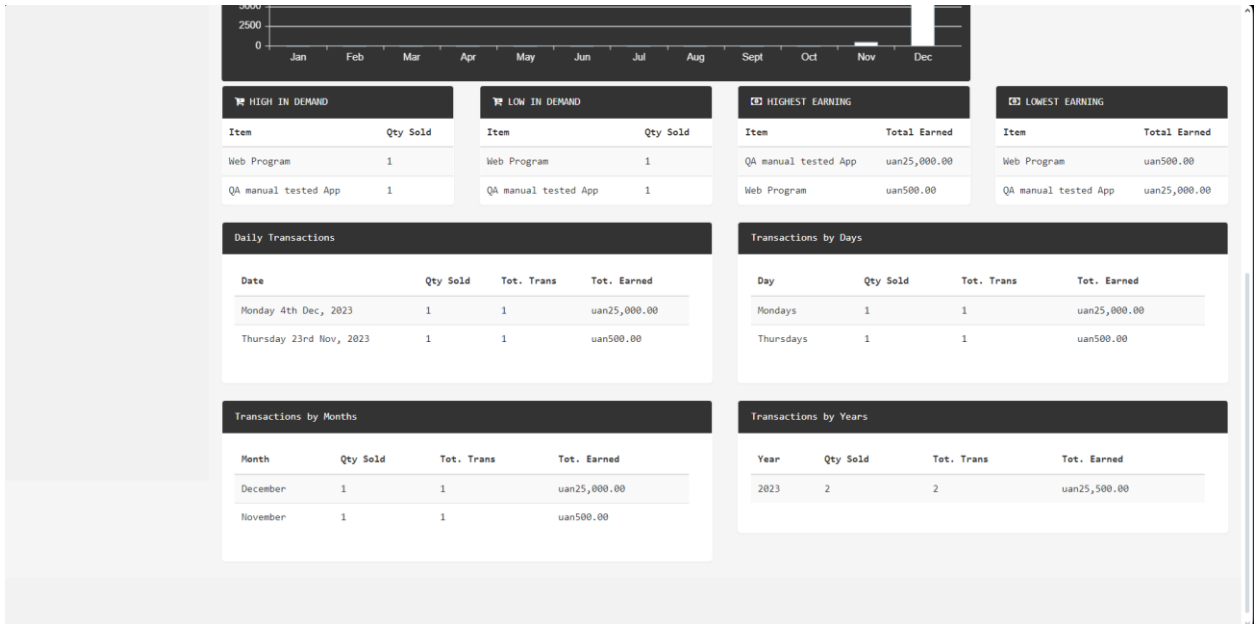 5000
2500
0
Jan Feb Mar Apr May Jun Jul Aug Sept Oct Nov Dec
HIGH IN DEMAND
Item Qty Sold
Web Program 1
QA manual tested App 1
LOW IN DEMAND
Item Qty Sold
Web Program 1
QA manual tested App 1
HIGHEST EARNING
Item Total Earned
QA manual tested App uan25,000.00
Web Program uan500.00
LOWEST EARNING
Item Total Earned
Web Program uan500.00
QA manual tested App uan25,000.00
Daily Transactions
Date Qty Sold Tot. Trans Tot. Earned
Monday 4th Dec, 2023 1 1 uan25,000.00
Thursday 23rd Nov, 2023 1 1 uan500.00
Transactions by Days
Day Qty Sold Tot. Trans Tot. Earned
Mondays 1 1 uan25,000.00
Thursdays 1 1 uan500.00
Transactions by Months
Month Qty Sold Tot. Trans Tot. Earned
December 1 1 uan25,000.00
November 1 1 uan500.00
Transactions by Years
Year Qty Sold Tot. Trans Tot. Earned
2023 2 2 uan25,500.00